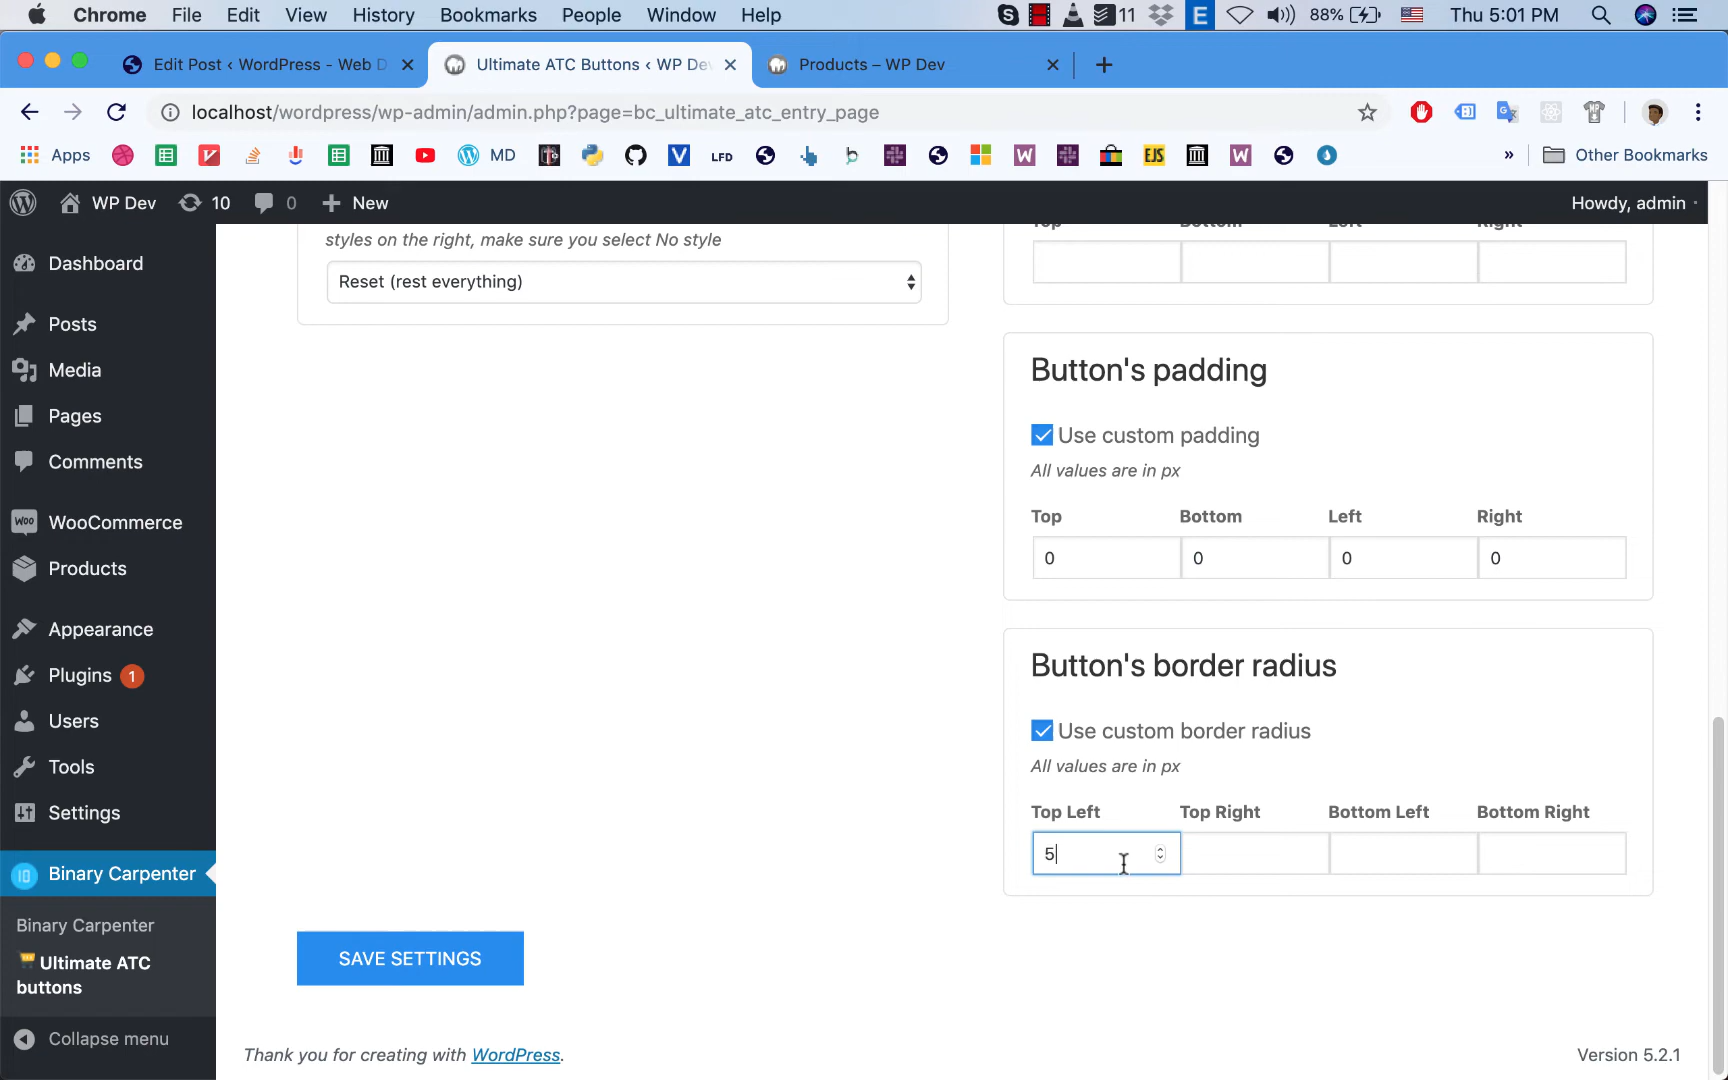 Chrome File Edit View History Bookmarks People Window Help 11 E 88% Thu 5:01 PM
Edit Post ‹ WordPress - Web D
Ultimate ATC Buttons ‹ WP De
Products – WP Dev
localhost/wordpress/wp-admin/admin.php?page=bc_ultimate_atc_entry_page
Apps MD LFD V W EJS W » Other Bookmarks
WP Dev 10 0 + New Howdy, admin
Dashboard
Posts
Media
Pages
Comments
WooCommerce
Products
Appearance
Plugins 1
Users
Tools
Settings
Binary Carpenter
Binary Carpenter
Ultimate ATC
buttons
Collapse menu
styles on the right, make sure you select No style
Reset (rest everything)
Top Bottom Left Right
Button's padding
Use custom padding
All values are in px
Top Bottom Left Right
0 0 0 0
Button's border radius
Use custom border radius
All values are in px
Top Left Top Right Bottom Left Bottom Right
5
SAVE SETTINGS
Thank you for creating with WordPress.
Version 5.2.1